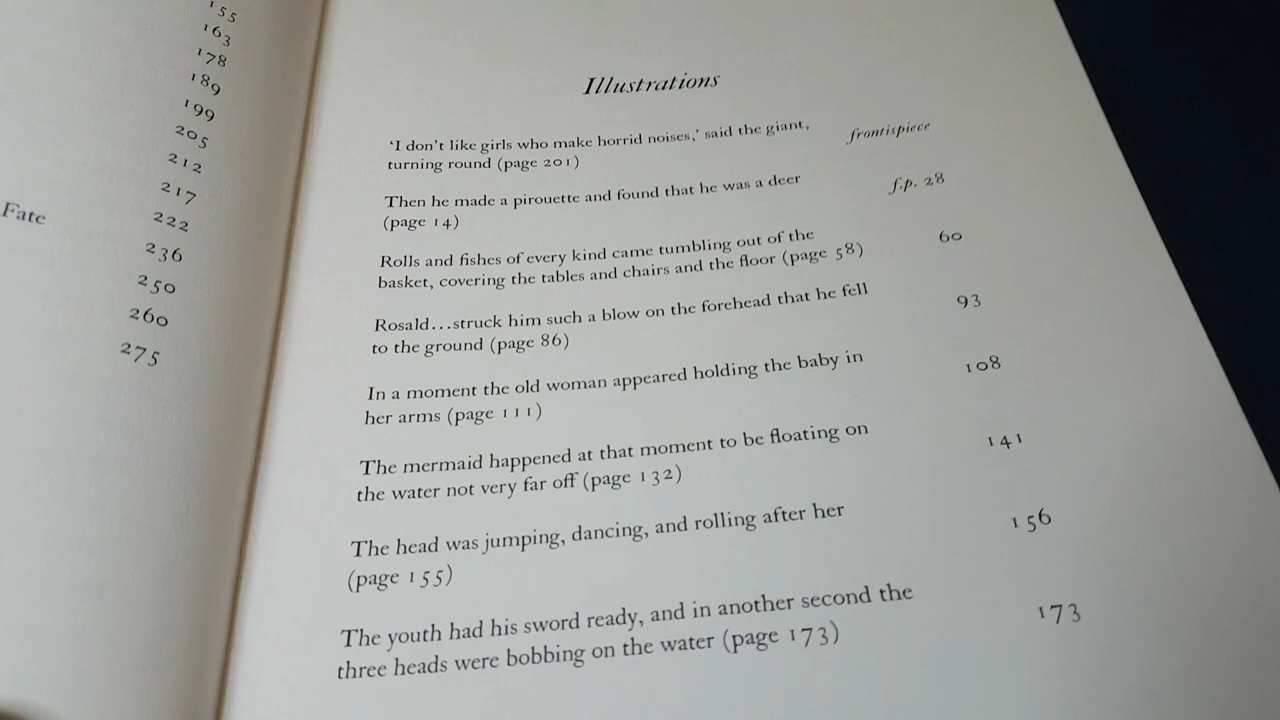 155
163
178
189
199
205
212
217
Fate 222
236
250
260
275
Illustrations
‘I don’t like girls who make horrid noises,’ said the giant, frontispiece
turning round (page 201)
Then he made a pirouette and found that he was a deer f.p. 28
(page 14)
Rolls and fishes of every kind came tumbling out of the 60
basket, covering the tables and chairs and the floor (page 58)
Rosald...struck him such a blow on the forehead that he fell 93
to the ground (page 86)
In a moment the old woman appeared holding the baby in 108
her arms (page 111)
The mermaid happened at that moment to be floating on 141
the water not very far off (page 132)
The head was jumping, dancing, and rolling after her 156
(page 155)
The youth had his sword ready, and in another second the 173
three heads were bobbing on the water (page 173)